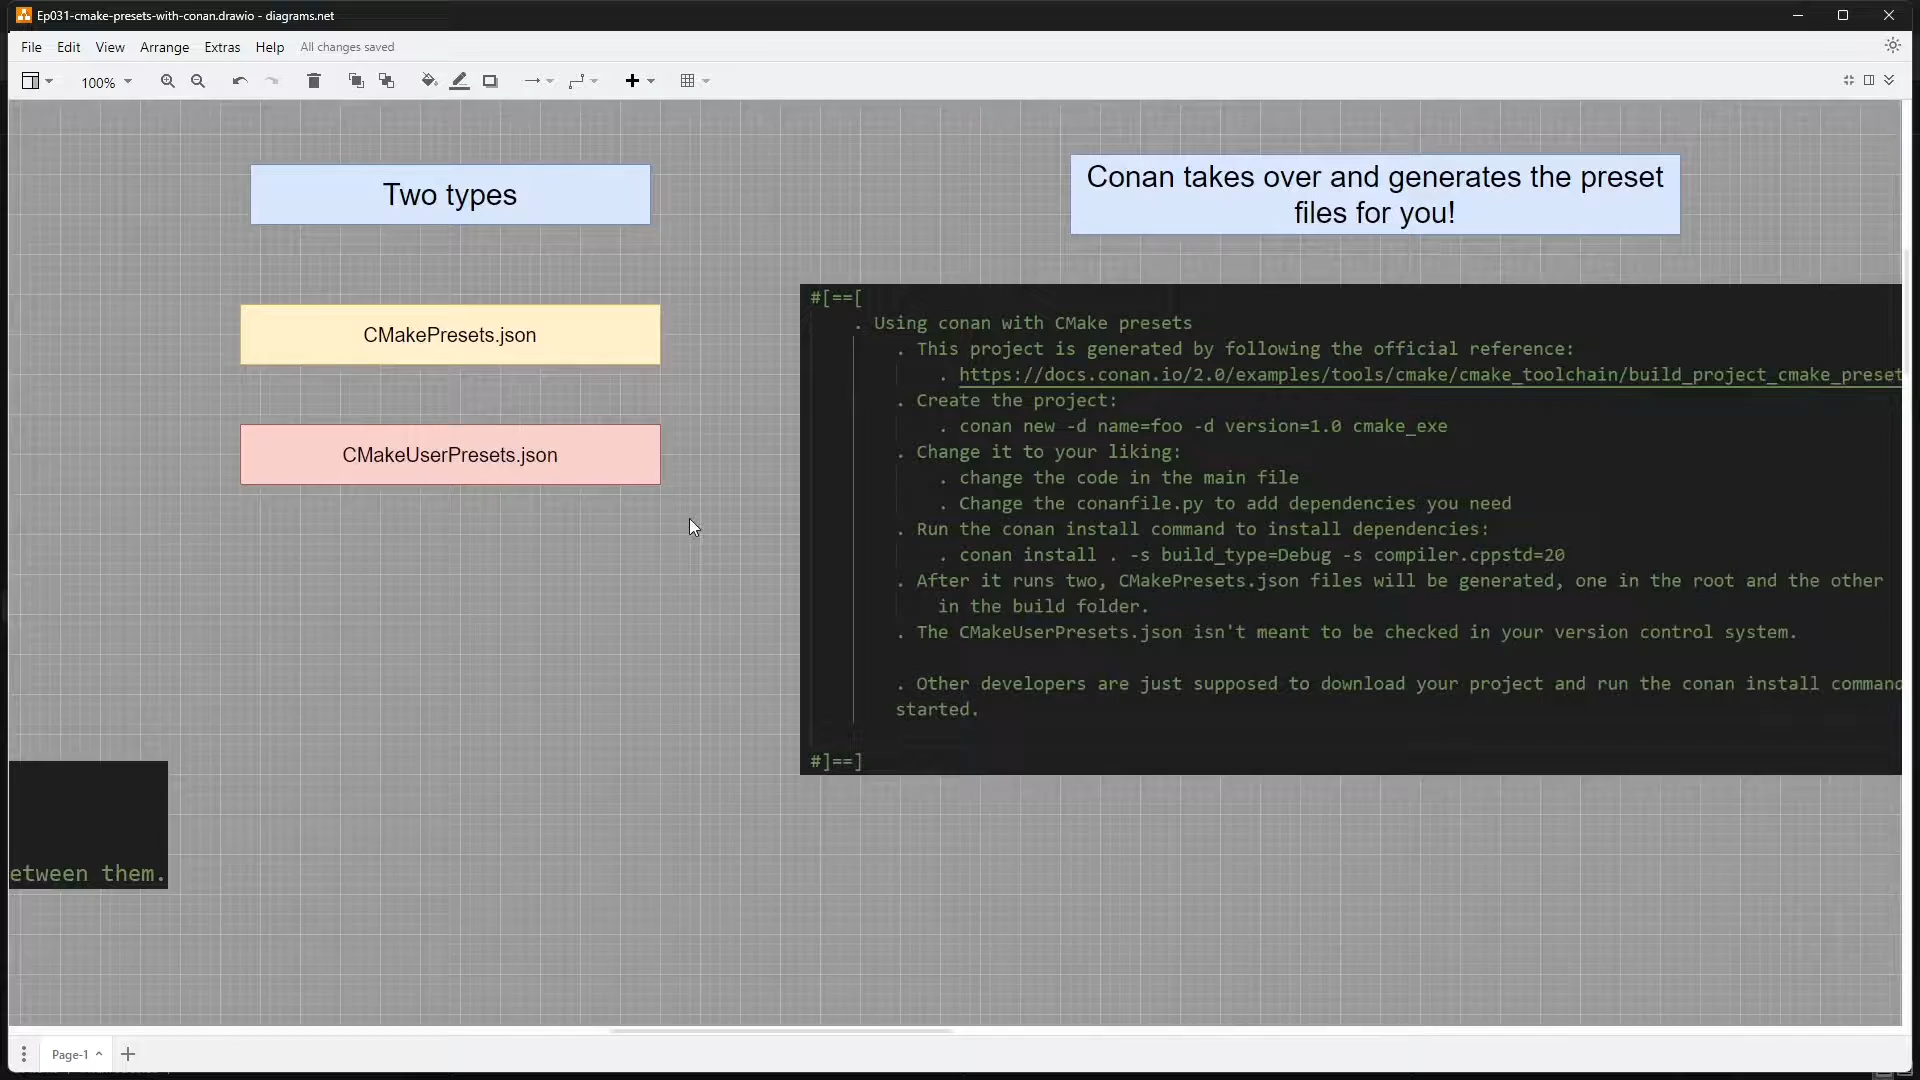 Ep031-cmake-presets-with-conan.drawio - diagrams.net
File Edit View Arrange Extras Help All changes saved
100%
Two types
CMakePresets.json
CMakeUserPresets.json
etween them.
Conan takes over and generates the preset
files for you!
#[==[
. Using conan with CMake presets
. This project is generated by following the official reference:
. https://docs.conan.io/2.0/examples/tools/cmake/cmake_toolchain/build_project_cmake_preset
. Create the project:
. conan new -d name=foo -d version=1.0 cmake_exe
. Change it to your liking:
. change the code in the main file
. Change the conanfile.py to add dependencies you need
. Run the conan install command to install dependencies:
. conan install . -s build_type=Debug -s compiler.cppstd=20
. After it runs two, CMakePresets.json files will be generated, one in the root and the other
in the build folder.
. The CMakeUserPresets.json isn't meant to be checked in your version control system.
. Other developers are just supposed to download your project and run the conan install command
started.
#]==]
Page-1